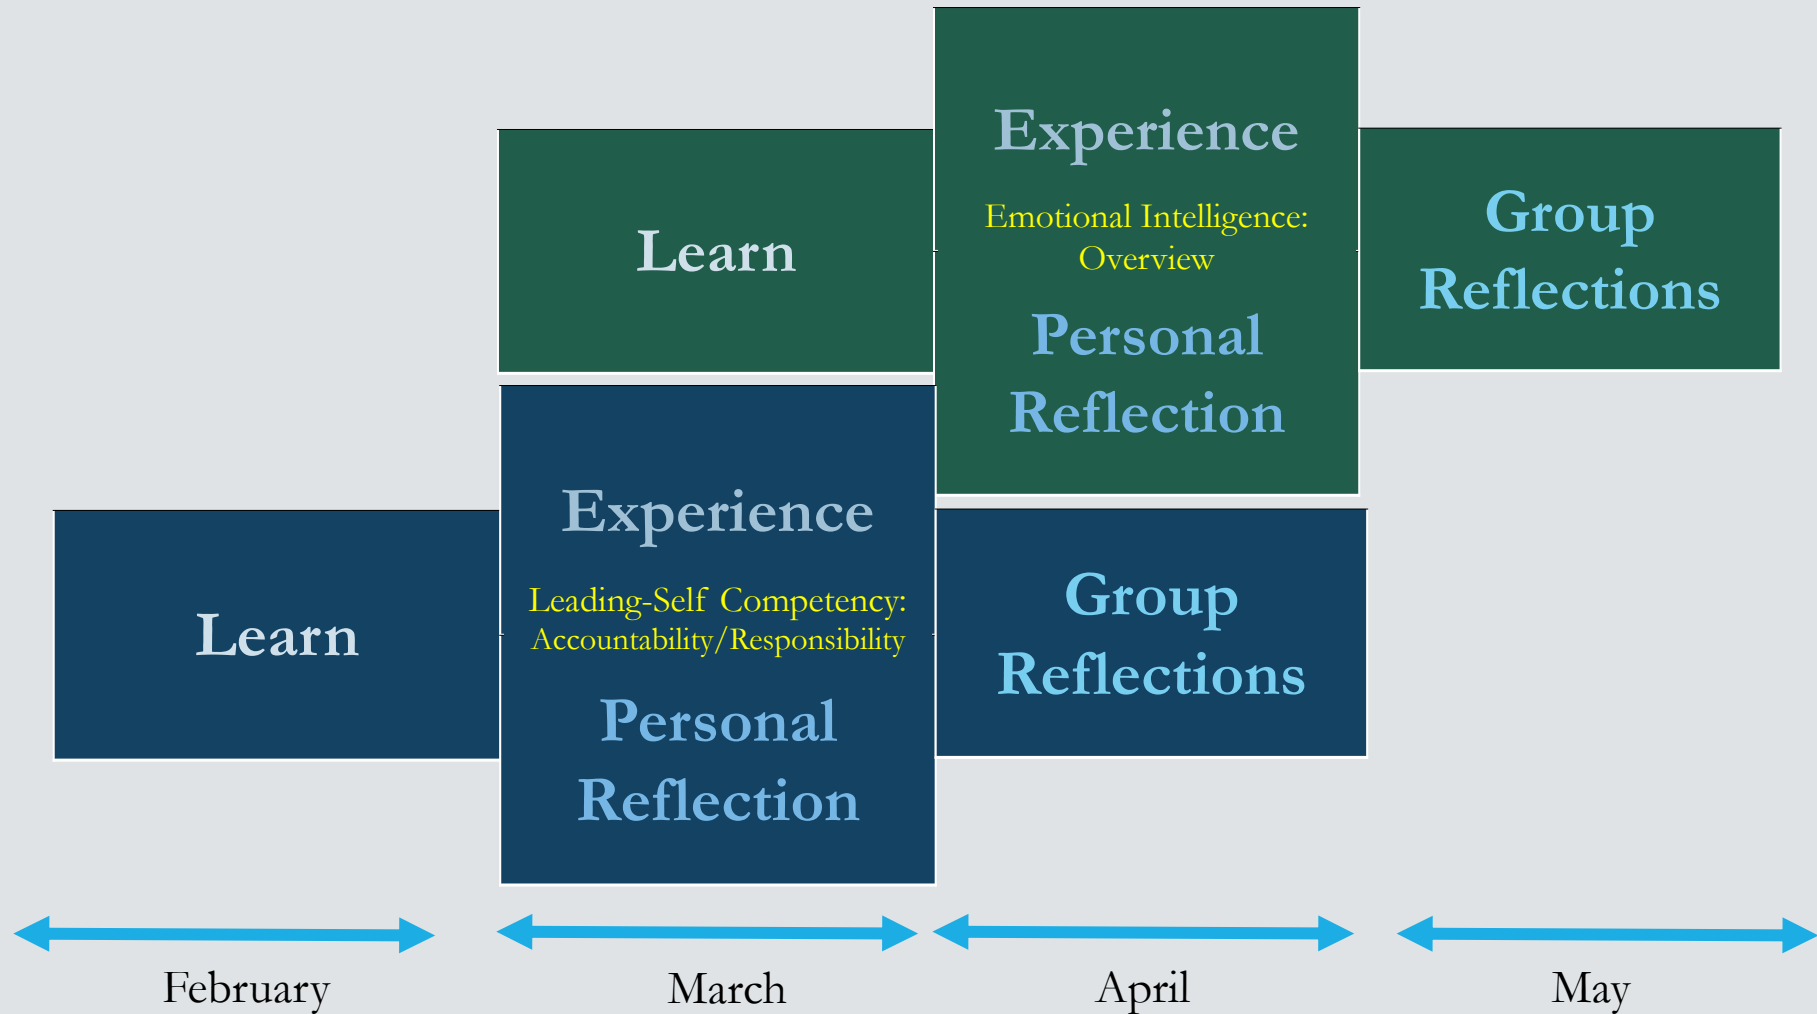 Learn
Experience
Emotional Intelligence:
Overview
Personal
Reflection
Group
Reflections
Learn
Experience
Leading-Self Competency:
Accountability/Responsibility
Personal
Reflection
Group
Reflections
February
March
April
May